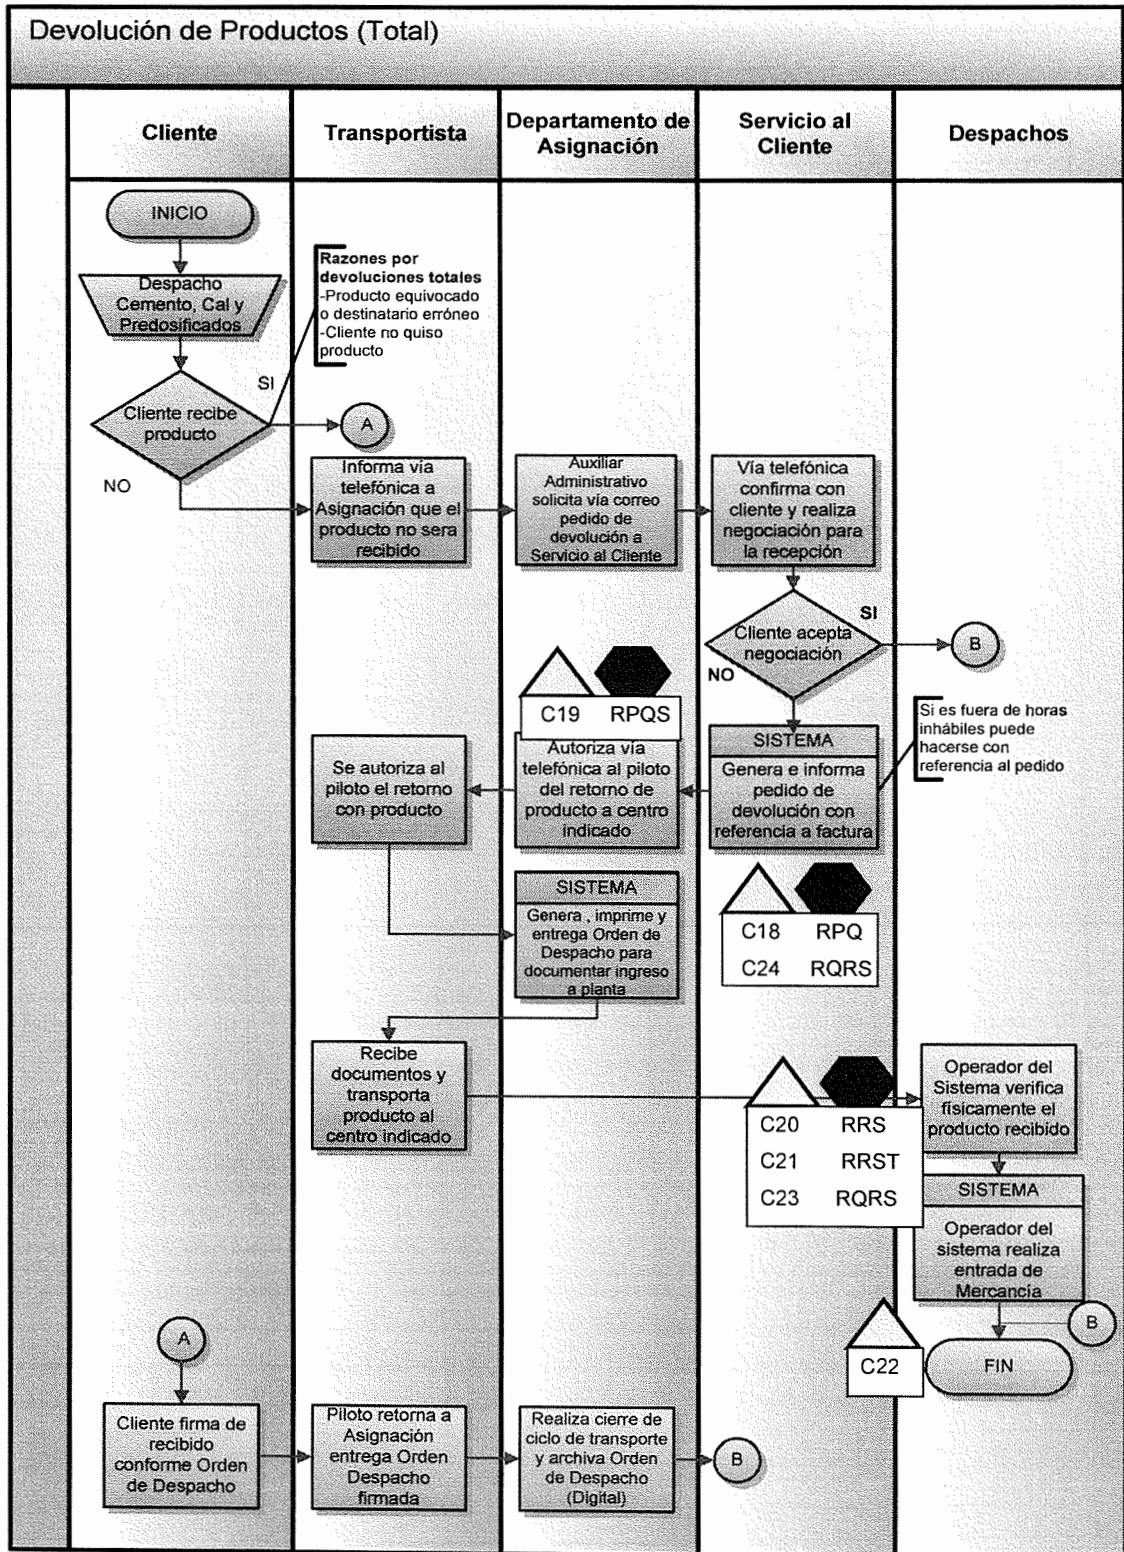 Devolución de Productos (Total)
Cliente
Transportista
Departamento de
Asignación
Servicio al
Cliente
Despachos
INICIO
Despacho
Cemento, Cal y
Predosificados
Razones por
devoluciones totales
-Producto equivocado
o destinatario erróneo
-Cliente no quiso
producto
SI
Cliente recibe
producto
A
NO
Informa vía
telefónica a
Asignación que el
producto no sera
recibido
Auxiliar
Administrativo
solicita vía correo
pedido de
devolución a
Servicio al Cliente
Vía telefónica
confirma con
cliente y realiza
negociación para
la recepción
SI
Cliente acepta
negociación
B
NO
C19 RPQS
Si es fuera de horas
inhábiles puede
hacerse con
referencia al pedido
Se autoriza al
piloto el retorno
con producto
Autoriza vía
telefónica al piloto
del retorno de
producto a centro
indicado
SISTEMA
Genera e informa
pedido de
devolución con
referencia a factura
SISTEMA
Genera , imprime y
entrega Orden de
Despacho para
documentar ingreso
a planta
C18 RPQ
C24 RQRS
Recibe
documentos y
transporta
producto al
centro indicado
C20 RRS
C21 RRST
C23 RQRS
Operador del
Sistema verifica
físicamente el
producto recibido
SISTEMA
Operador del
sistema realiza
entrada de
Mercancía
B
C22
FIN
A
Cliente firma de
recibido
conforme Orden
de Despacho
Piloto retorna a
Asignación
entrega Orden
Despacho
firmada
Realiza cierre de
ciclo de transporte
y archiva Orden
de Despacho
(Digital)
B